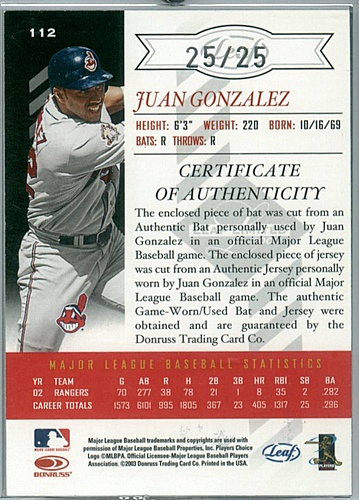 112
25/25
JUAN GONZALEZ
HEIGHT: 6'3" WEIGHT: 220 BORN: 10/16/69
BATS: R THROWS: R
CERTIFICATE
OF AUTHENTICITY
The enclosed piece of bat was cut from an
Authentic Bat personally used by Juan
Gonzalez in an official Major League
Baseball game. The enclosed piece of jersey
was cut from an Authentic Jersey personally
worn by Juan Gonzalez in an official Major
League Baseball game. The authentic
Game-Worn/Used Bat and Jersey were
obtained and are guaranteed by the
Donruss Trading Card Co.
MAJOR LEAGUE BASEBALL STATISTICS
YR TEAM G AB R H 2B 3B HR RBI SB BA
02 RANGERS 70 277 38 78 21 1 8 35 2 .282
CAREER TOTALS 1573 6101 995 1805 367 23 405 1317 25 .296
Major League Baseball trademarks and copyrights are used with
permission of Major League Baseball Properties, Inc. Players Choice
Logo ©MLBPA. Official Licensee-Major League Baseball Players
Association. ©2003 Donruss Trading Card Co. Printed in the USA.
DONRUSS
Leaf
PLAYERS